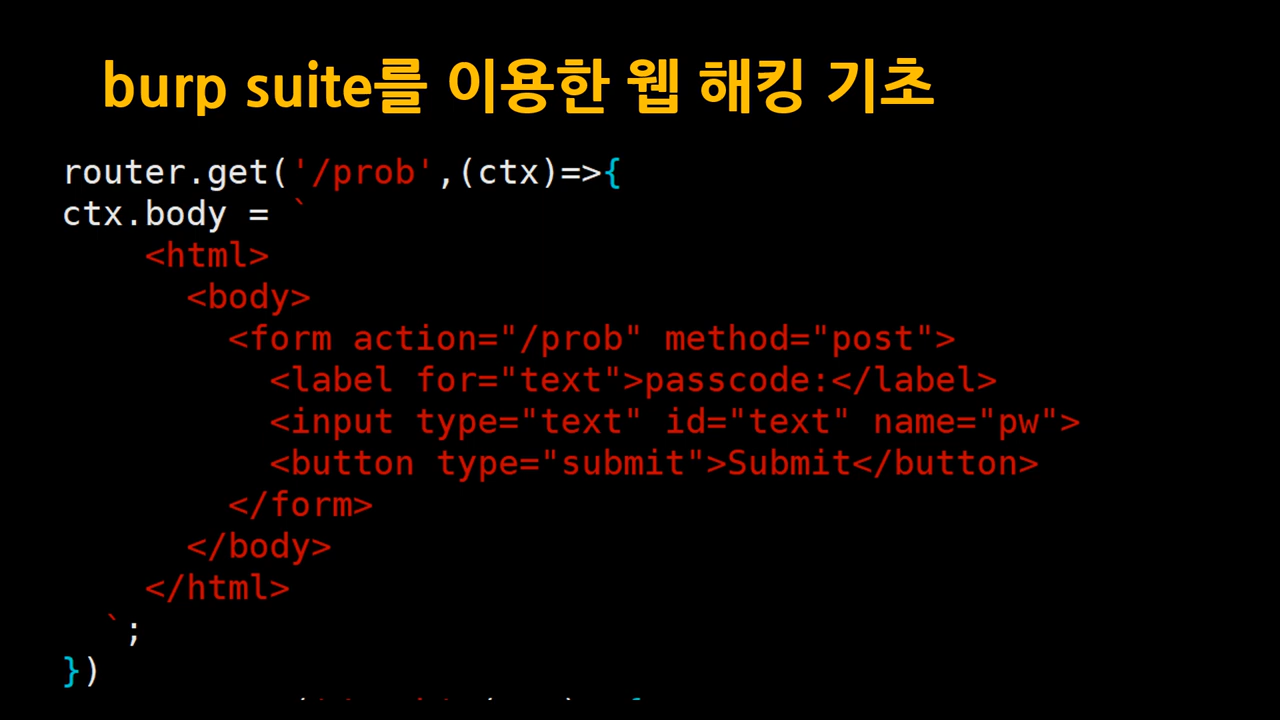 burp suite를 이용한 웹 해킹 기초
router.get('/prob',(ctx)=>{
ctx.body = `
<html>
<body>
<form action="/prob" method="post">
<label for="text">passcode:</label>
<input type="text" id="text" name="pw">
<button type="submit">Submit</button>
</form>
</body>
</html>
`;
})